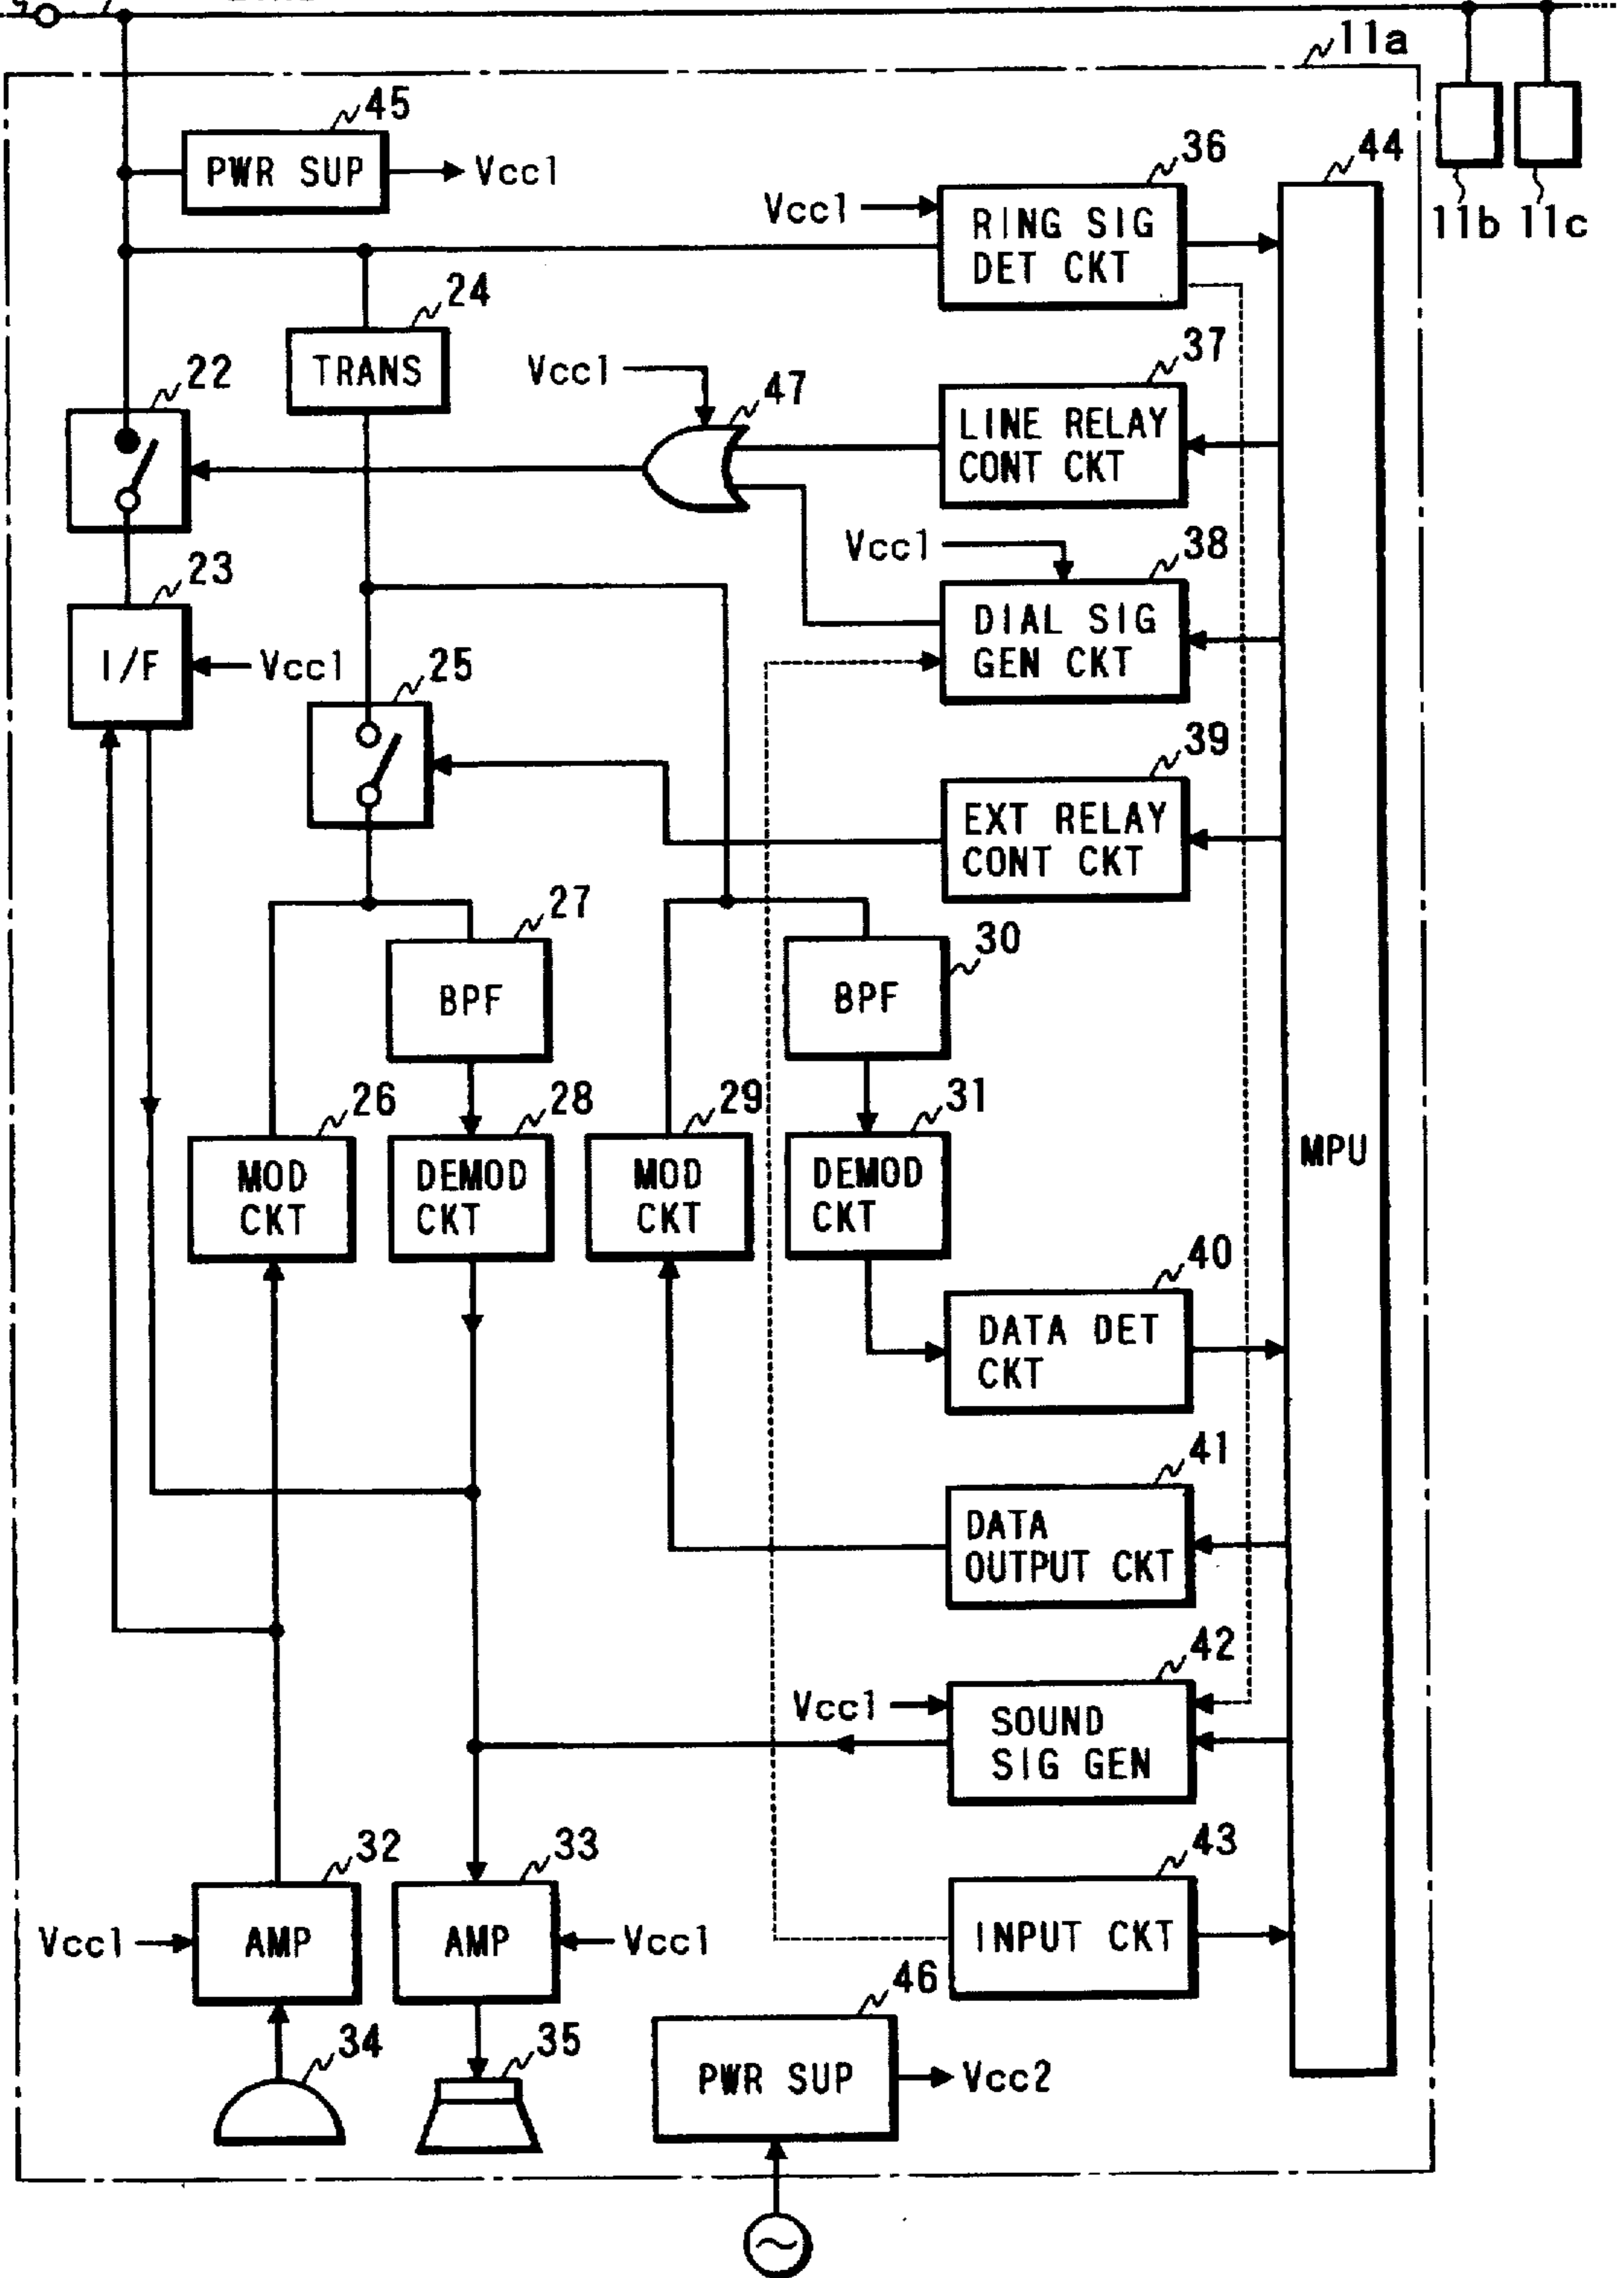 11a
45
PWR SUP
Vcc1
36
44
Vcc1
RING SIG
DET CKT
11b
11c
24
TRANS
22
Vcc1
47
37
LINE RELAY
CONT CKT
23
I/F
Vcc1
Vcc1
38
DIAL SIG
GEN CKT
25
39
EXT RELAY
CONT CKT
27
BPF
30
BPF
26
MOD
CKT
28
DEMOD
CKT
29
MOD
CKT
31
DEMOD
CKT
MPU
40
DATA DET
CKT
41
DATA
OUTPUT CKT
42
Vcc1
SOUND
SIG GEN
32
Vcc1
AMP
33
AMP
Vcc1
43
INPUT CKT
34
35
46
PWR SUP
Vcc2